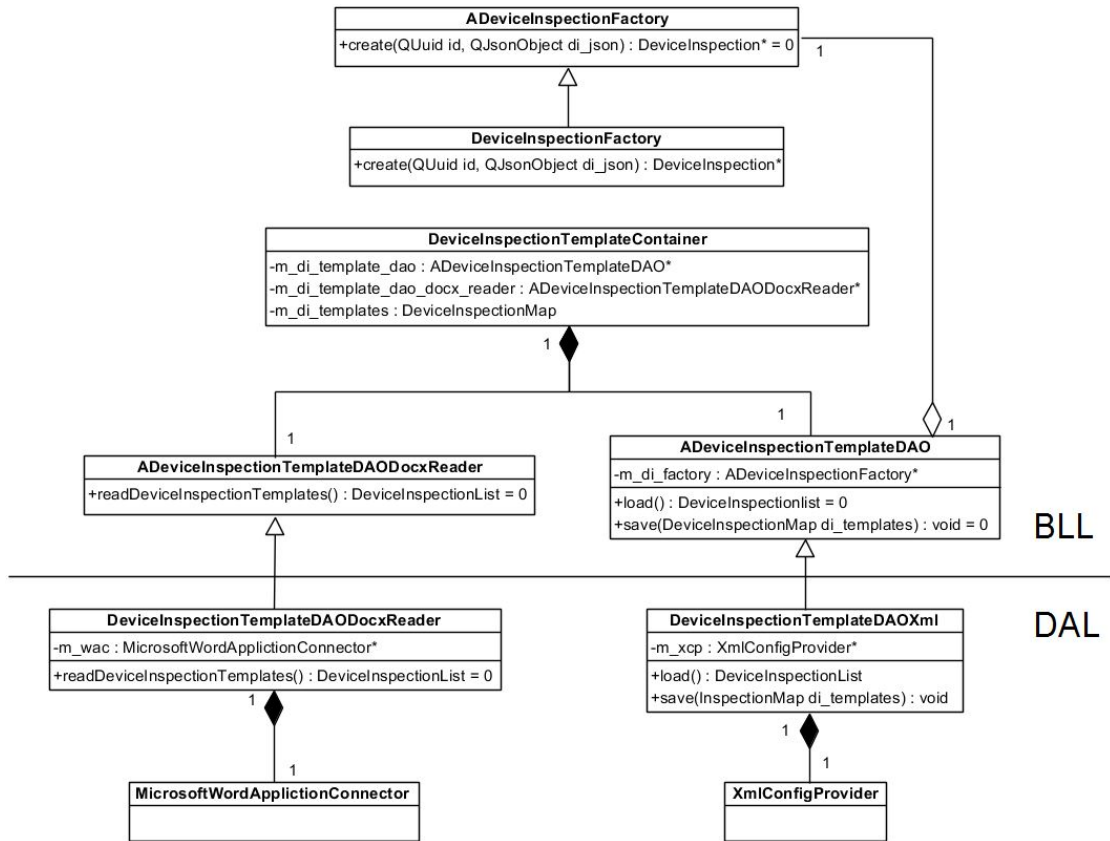 ADeviceInspectionFactory
+create(QUuid id, QJsonObject di_json) : DeviceInspection* = 0
1
DeviceInspectionFactory
+create(QUuid id, QJsonObject di_json) : DeviceInspection*
DeviceInspectionTemplateContainer
-m_di_template_dao : ADeviceInspectionTemplateDAO*
-m_di_template_dao_docx_reader : ADeviceInspectionTemplateDAODocxReader*
-m_di_templates : DeviceInspectionMap
1
1
1
1
ADeviceInspectionTemplateDAODocxReader
+readDeviceInspectionTemplates() : DeviceInspectionList = 0
ADeviceInspectionTemplateDAO
-m_di_factory : ADeviceInspectionFactory*
+load() : DeviceInspectionlist = 0
+save(DeviceInspectionMap di_templates) : void = 0
BLL
DAL
DeviceInspectionTemplateDAODocxReader
-m_wac : MicrosoftWordApplictionConnector*
+readDeviceInspectionTemplates() : DeviceInspectionList = 0
1
1
MicrosoftWordApplictionConnector
DeviceInspectionTemplateDAOXml
-m_xcp : XmlConfigProvider*
+load() : DeviceInspectionList
+save(InspectionMap di_templates) : void
1
1
XmlConfigProvider